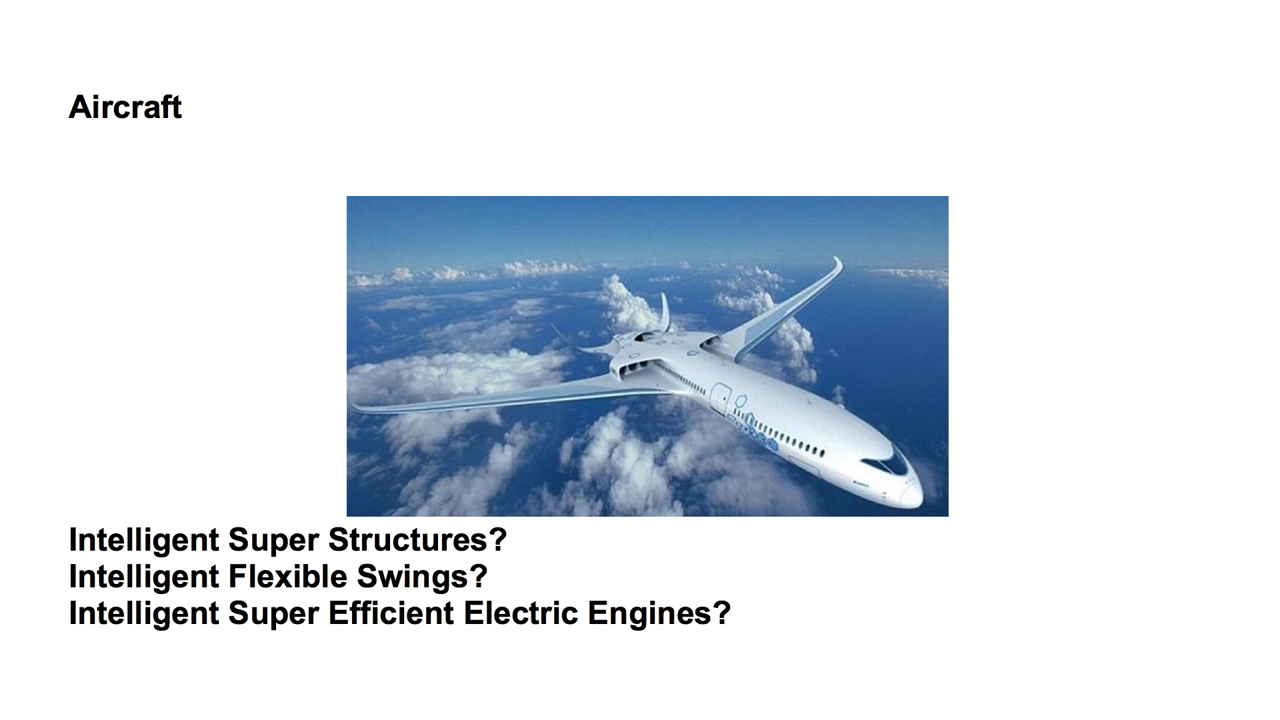 Aircraft
Intelligent Super Structures?
Intelligent Flexible Swings?
Intelligent Super Efficient Electric Engines?